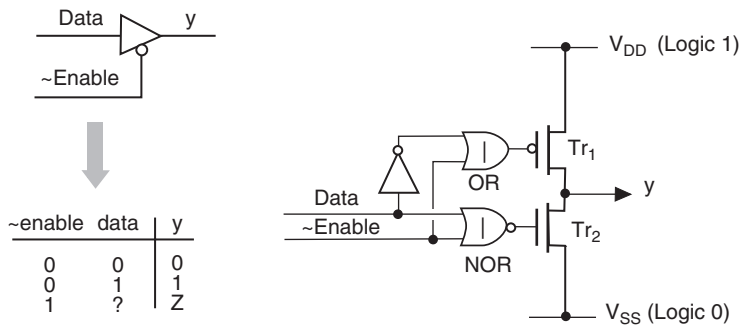 Data y
~Enable
~enable data y
0 0 0
0 1 1
1 ? Z
V_DD (Logic 1)
Tr₁
OR
Data
~Enable
y
Tr₂
NOR
V_SS (Logic 0)